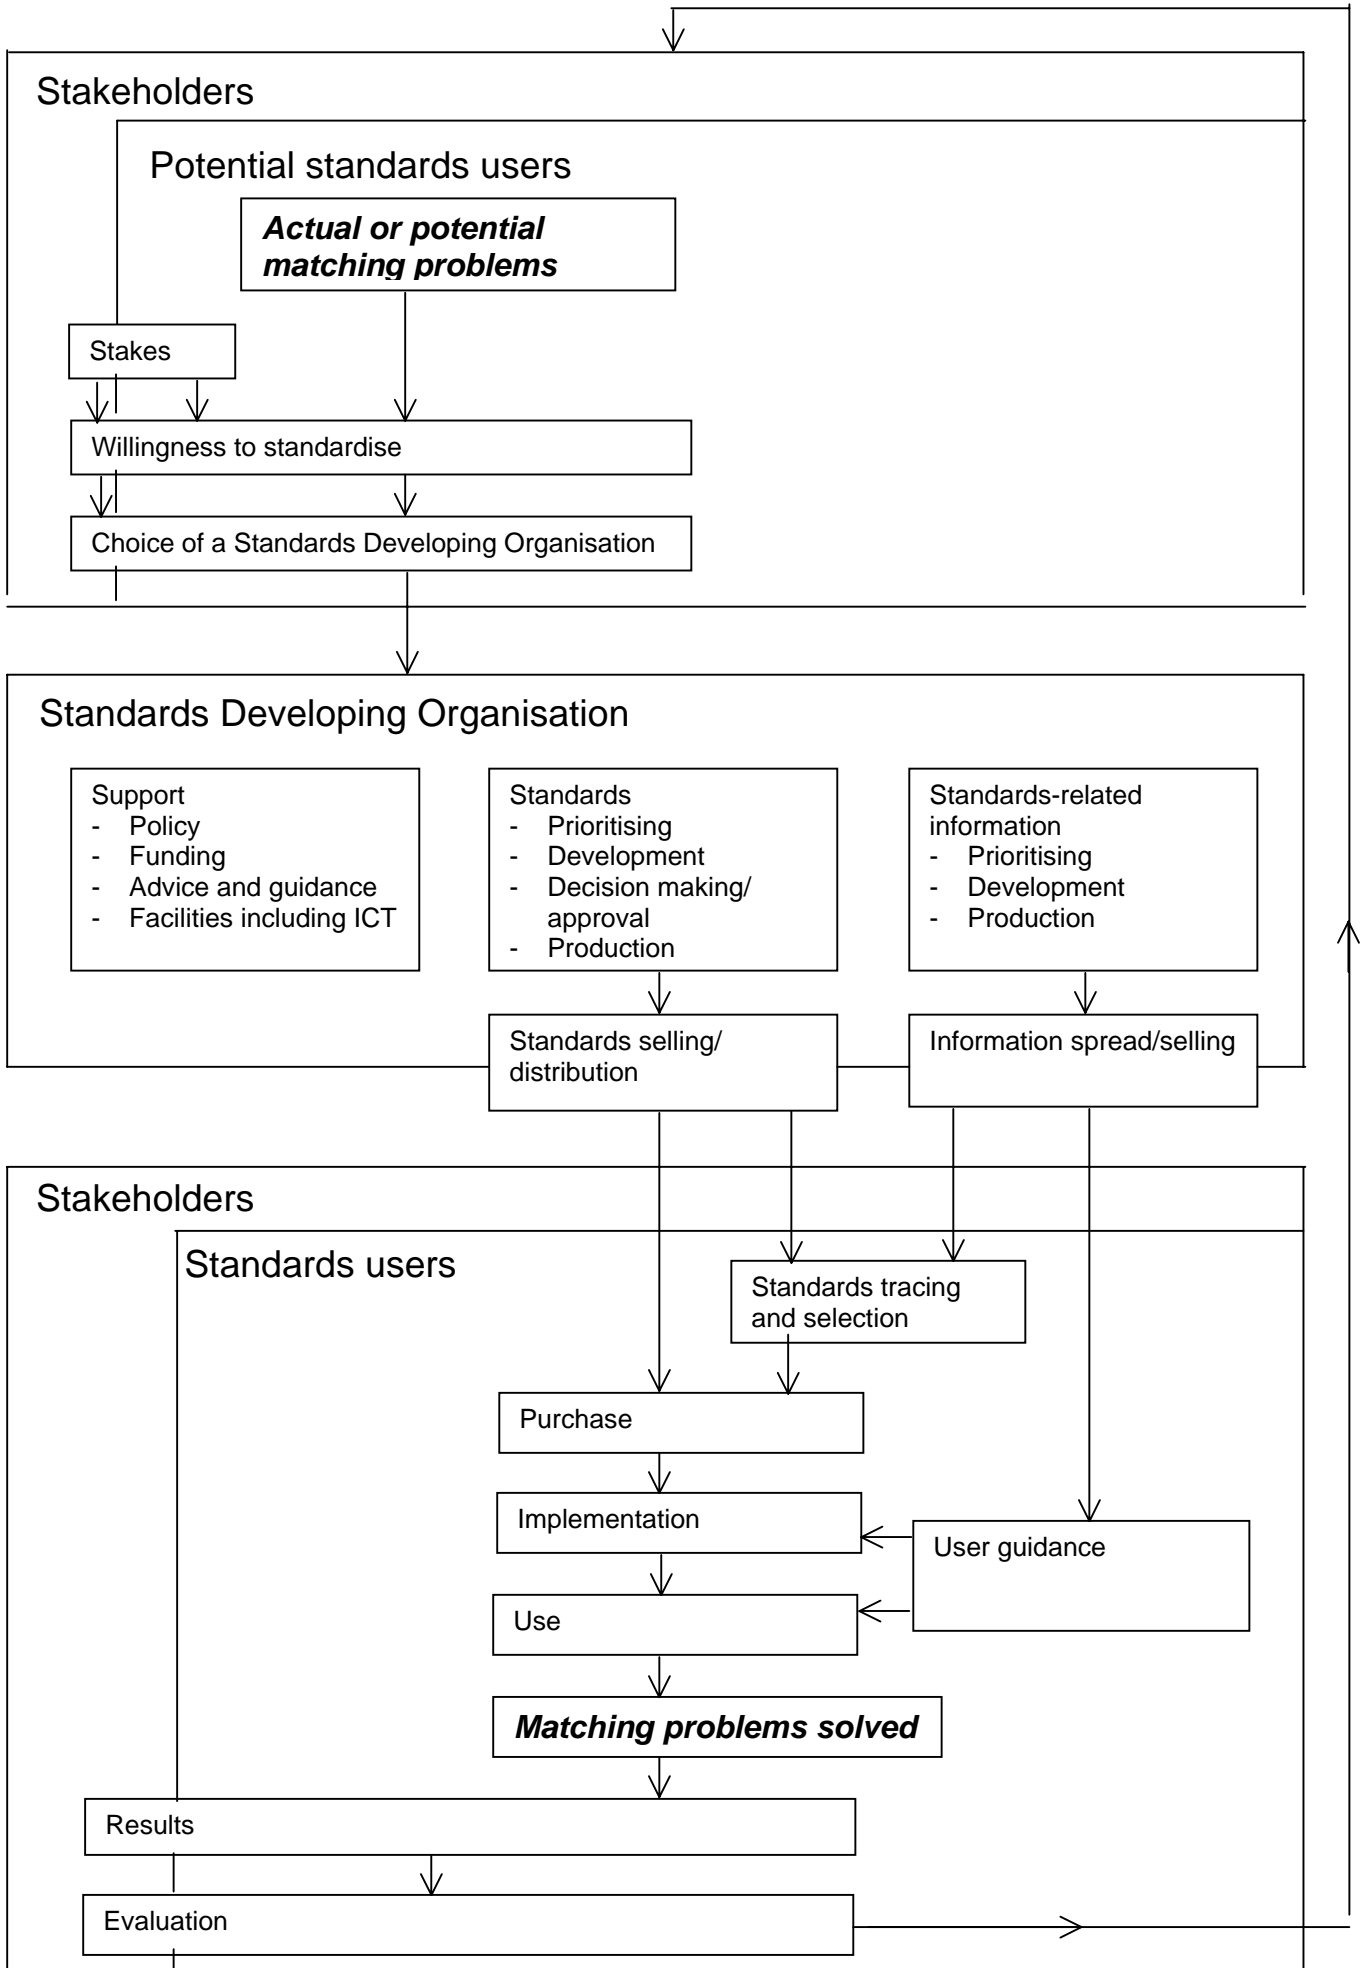 Stakeholders
Potential standards users
Actual or potential
matching problems
Stakes
Willingness to standardise
Choice of a Standards Developing Organisation
Standards Developing Organisation
Support
- Policy
- Funding
- Advice and guidance
- Facilities including ICT
Standards
- Prioritising
- Development
- Decision making/
approval
- Production
Standards-related
information
- Prioritising
- Development
- Production
Standards selling/
distribution
Information spread/selling
Stakeholders
Standards users
Standards tracing
and selection
Purchase
Implementation
User guidance
Use
Matching problems solved
Results
Evaluation